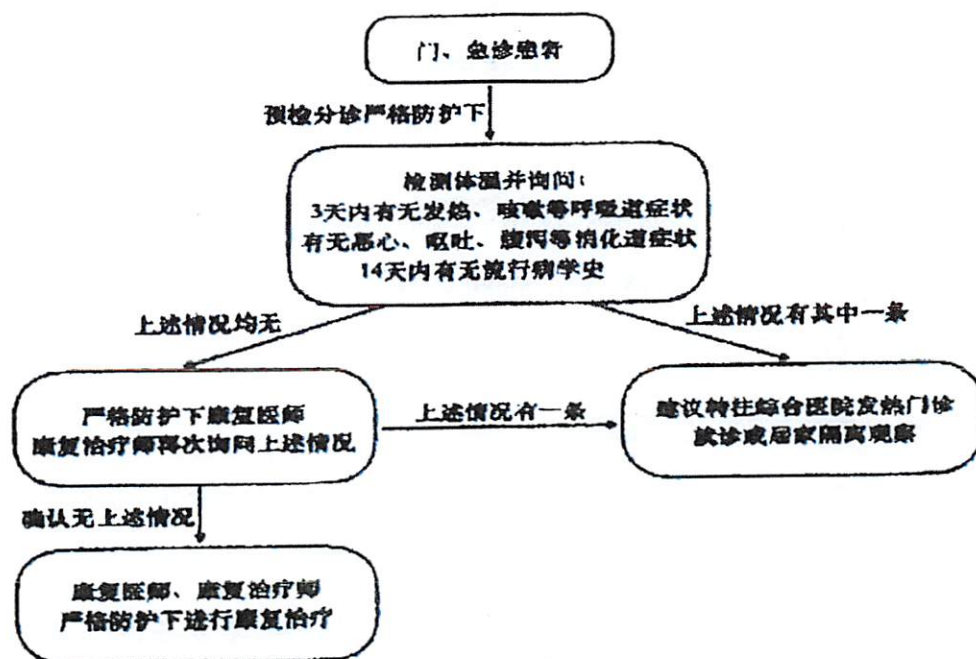 门、急诊患者
预检分诊严格防护下
检测体温并询问：
3天内有无发热、咳嗽等呼吸道症状
有无恶心、呕吐、腹泻等消化道症状
14天内有无流行病学史
上述情况均无
上述情况有其中一条
严格防护下康复医师
康复治疗师再次询问上述情况
上述情况有一条
建议转往综合医院发热门诊
就诊或居家隔离观察
确认无上述情况
康复医师、康复治疗师
严格防护下进行康复治疗